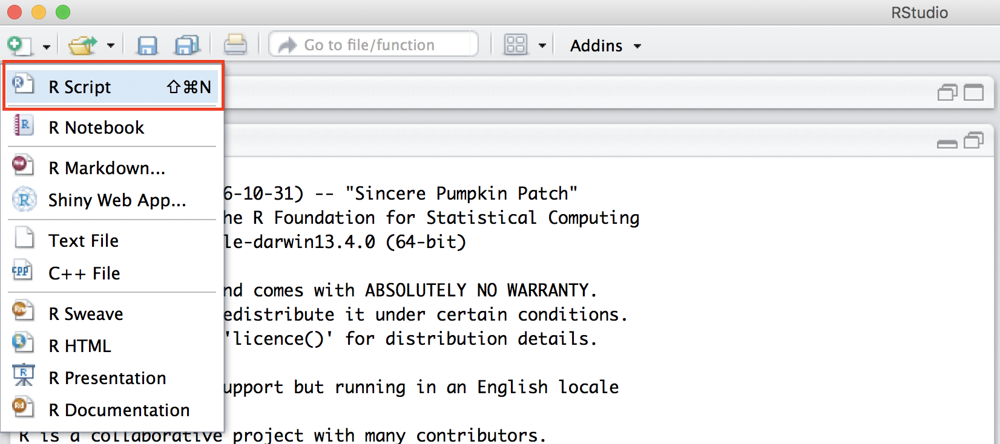 RStudio
Go to file/function
Addins
R Script ⇧⌘N
R Notebook
R Markdown...
Shiny Web App...
Text File
C++ File
R Sweave
R HTML
R Presentation
R Documentation
6-10-31) -- "Sincere Pumpkin Patch"
he R Foundation for Statistical Computing
le-darwin13.4.0 (64-bit)
nd comes with ABSOLUTELY NO WARRANTY.
edistribute it under certain conditions.
'licence()' for distribution details.
upport but running in an English locale
R is a collaborative project with many contributors.